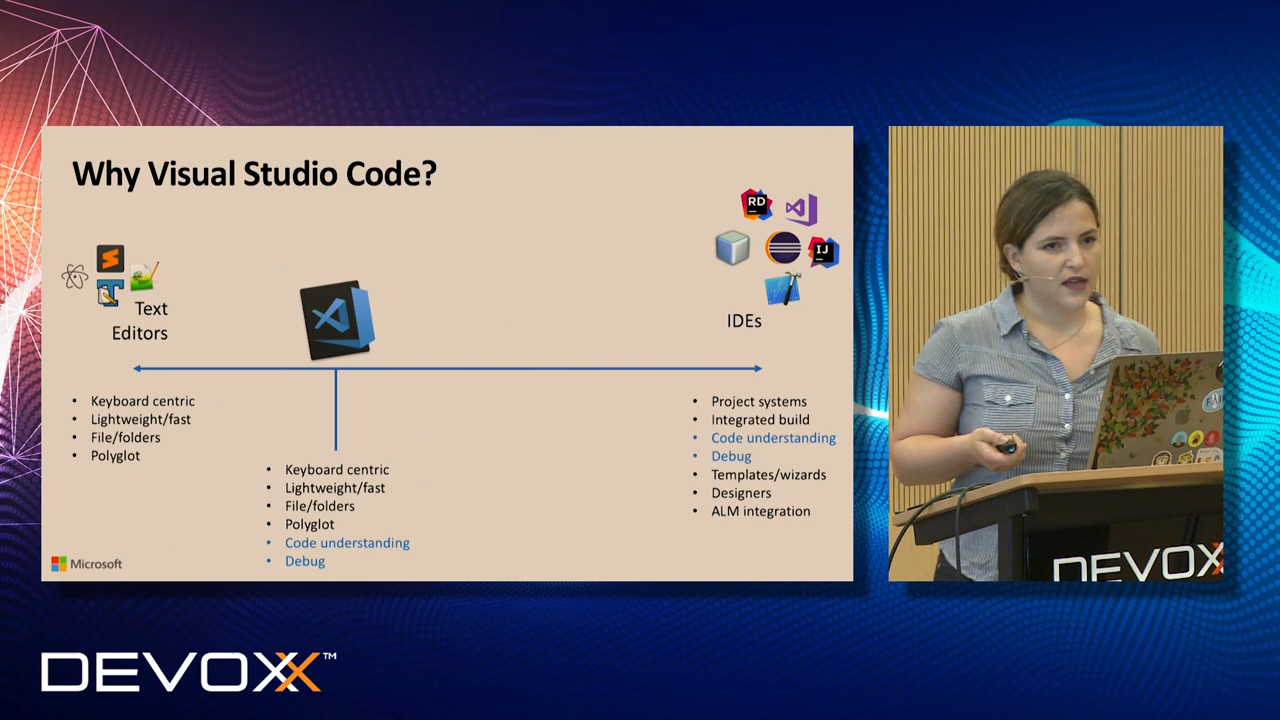 Why Visual Studio Code?
RD
IJ
Text
Editors
IDEs
• Keyboard centric
• Lightweight/fast
• File/folders
• Polyglot
• Keyboard centric
• Lightweight/fast
• File/folders
• Polyglot
• Code understanding
• Debug
• Project systems
• Integrated build
• Code understanding
• Debug
• Templates/wizards
• Designers
• ALM integration
Microsoft
DEVOXX
DEVOXX™